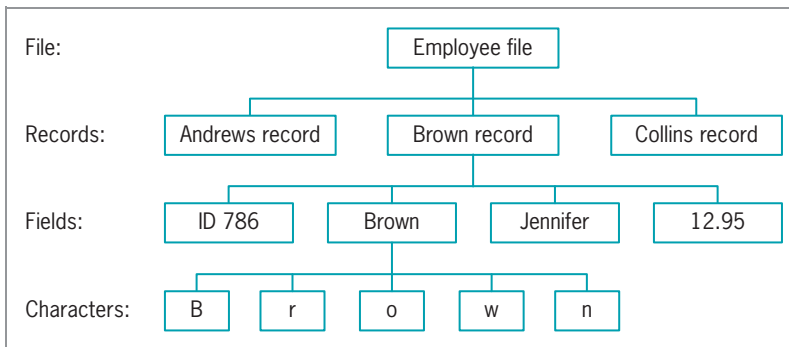 File: Employee file
Records: Andrews record Brown record Collins record
Fields: ID 786 Brown Jennifer 12.95
Characters: B r o w n